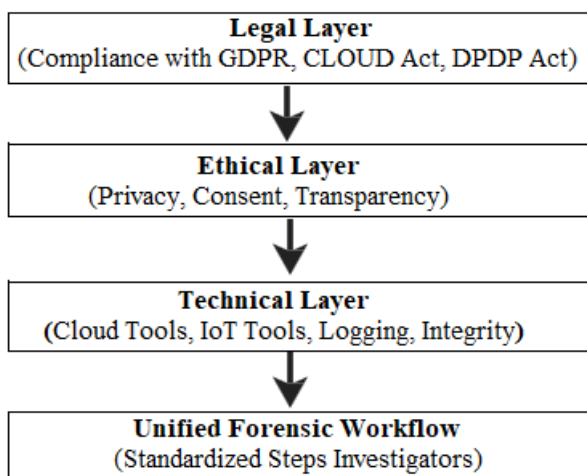 Legal Layer
(Compliance with GDPR, CLOUD Act, DPDP Act)
Ethical Layer
(Privacy, Consent, Transparency)
Technical Layer
(Cloud Tools, IoT Tools, Logging, Integrity)
Unified Forensic Workflow
(Standardized Steps Investigators)